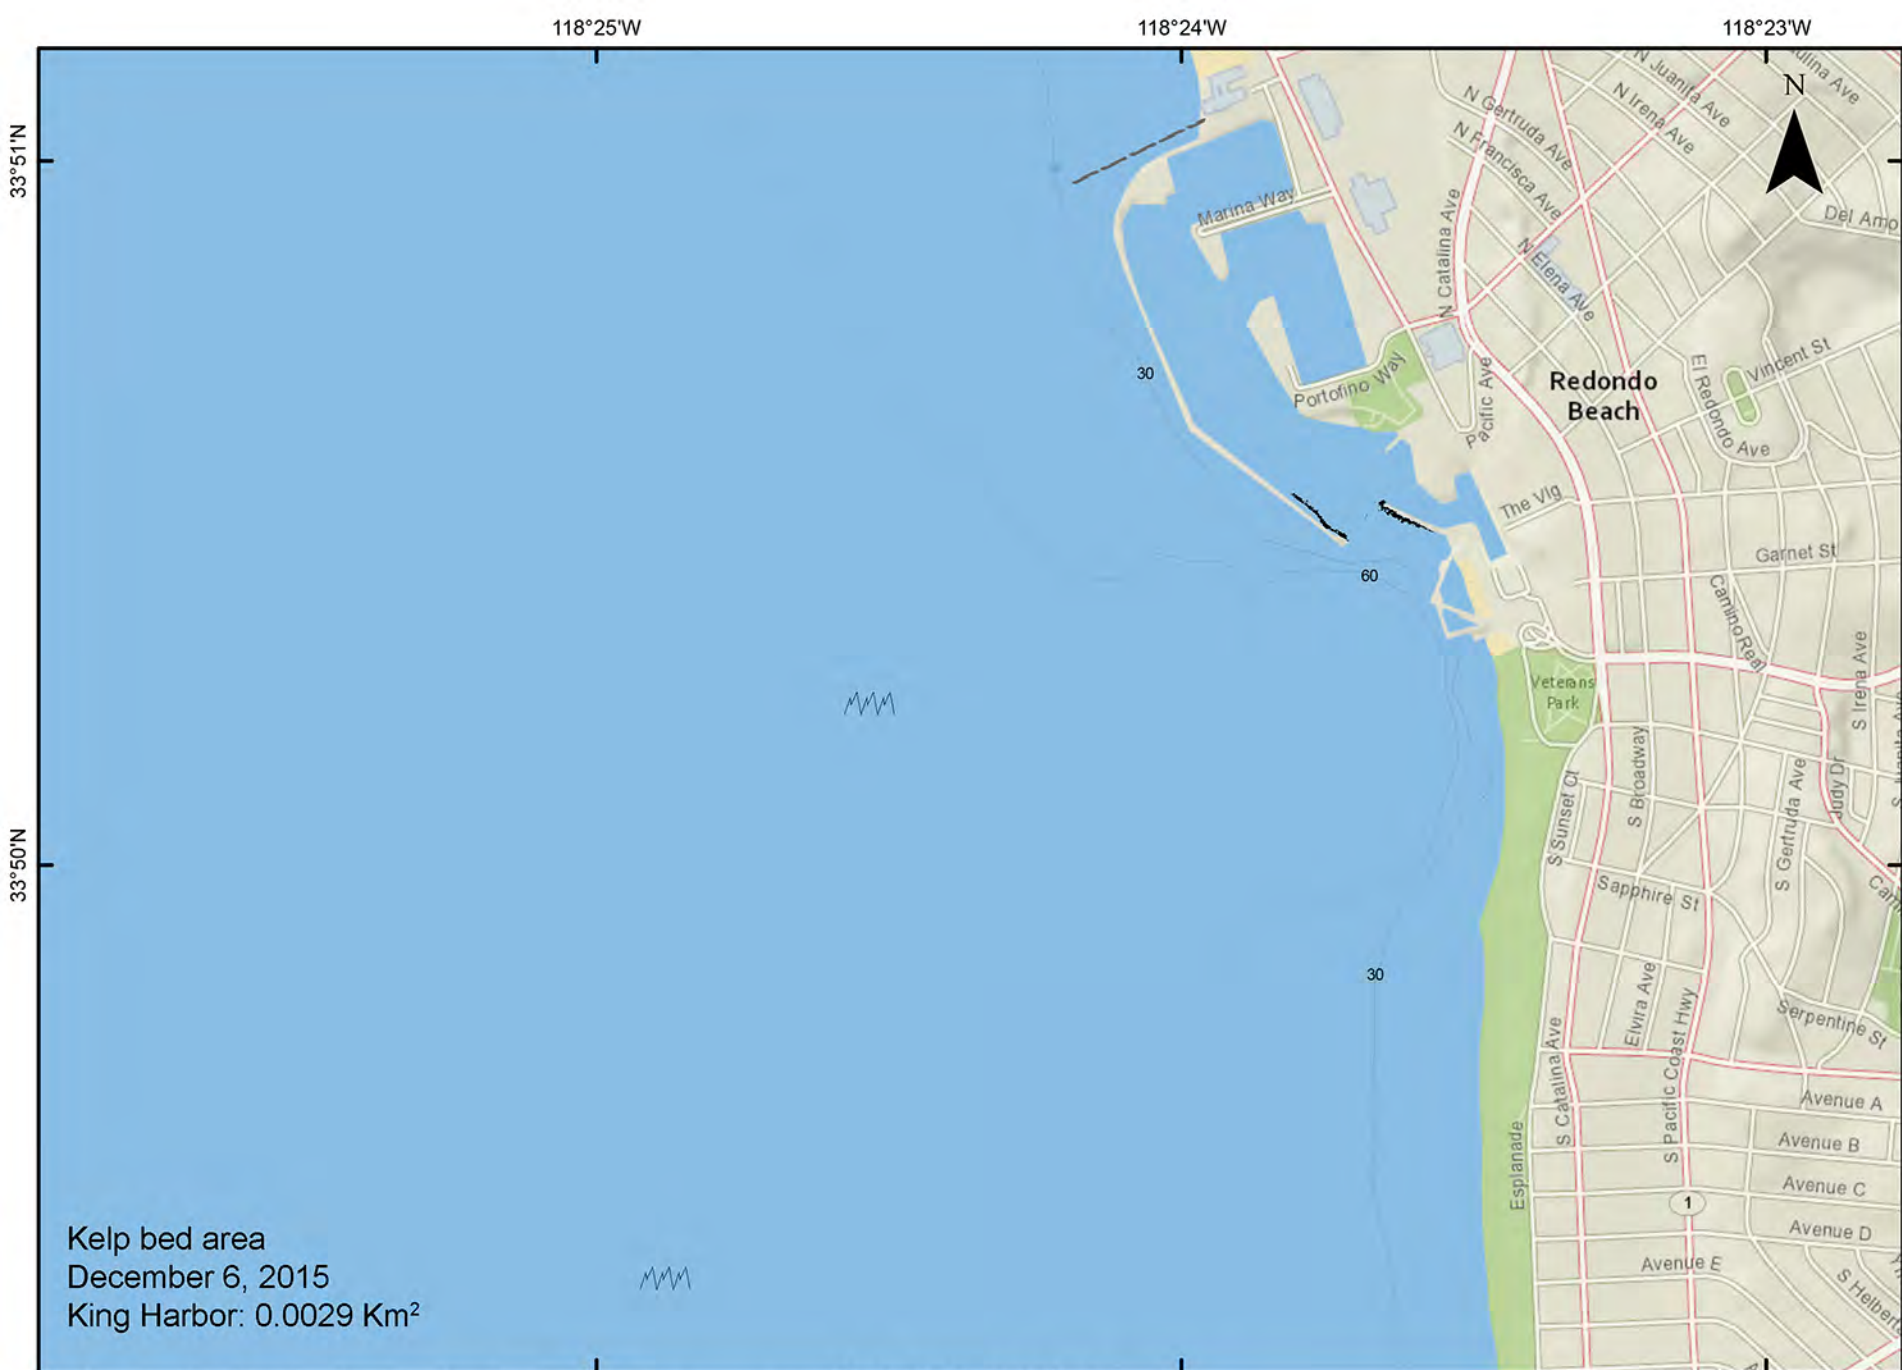 118°25'W
118°24'W
118°23'W
33°51'N
33°50'N
N
N Juanita Ave
N Irena Ave
N Gertruda Ave
N Francisca Ave
Del Amo
Marina Way
N Catalina Ave
N Elena Ave
30
Portofino Way
Pacific Ave
Redondo
Beach
El Redondo Ave
Vincent St
The Vlg
Garnet St
60
Camino Real
S Irena Ave
Veterans
Park
S Broadway
S Sunset Ct
S Gertruda Ave
Judy Dr
Sapphire St
30
Elvira Ave
S Pacific Coast Hwy
Serpentine St
S Catalina Ave
Esplanade
Avenue A
Avenue B
Avenue C
1
Avenue D
Avenue E
Kelp bed area
December 6, 2015
King Harbor: 0.0029 Km²